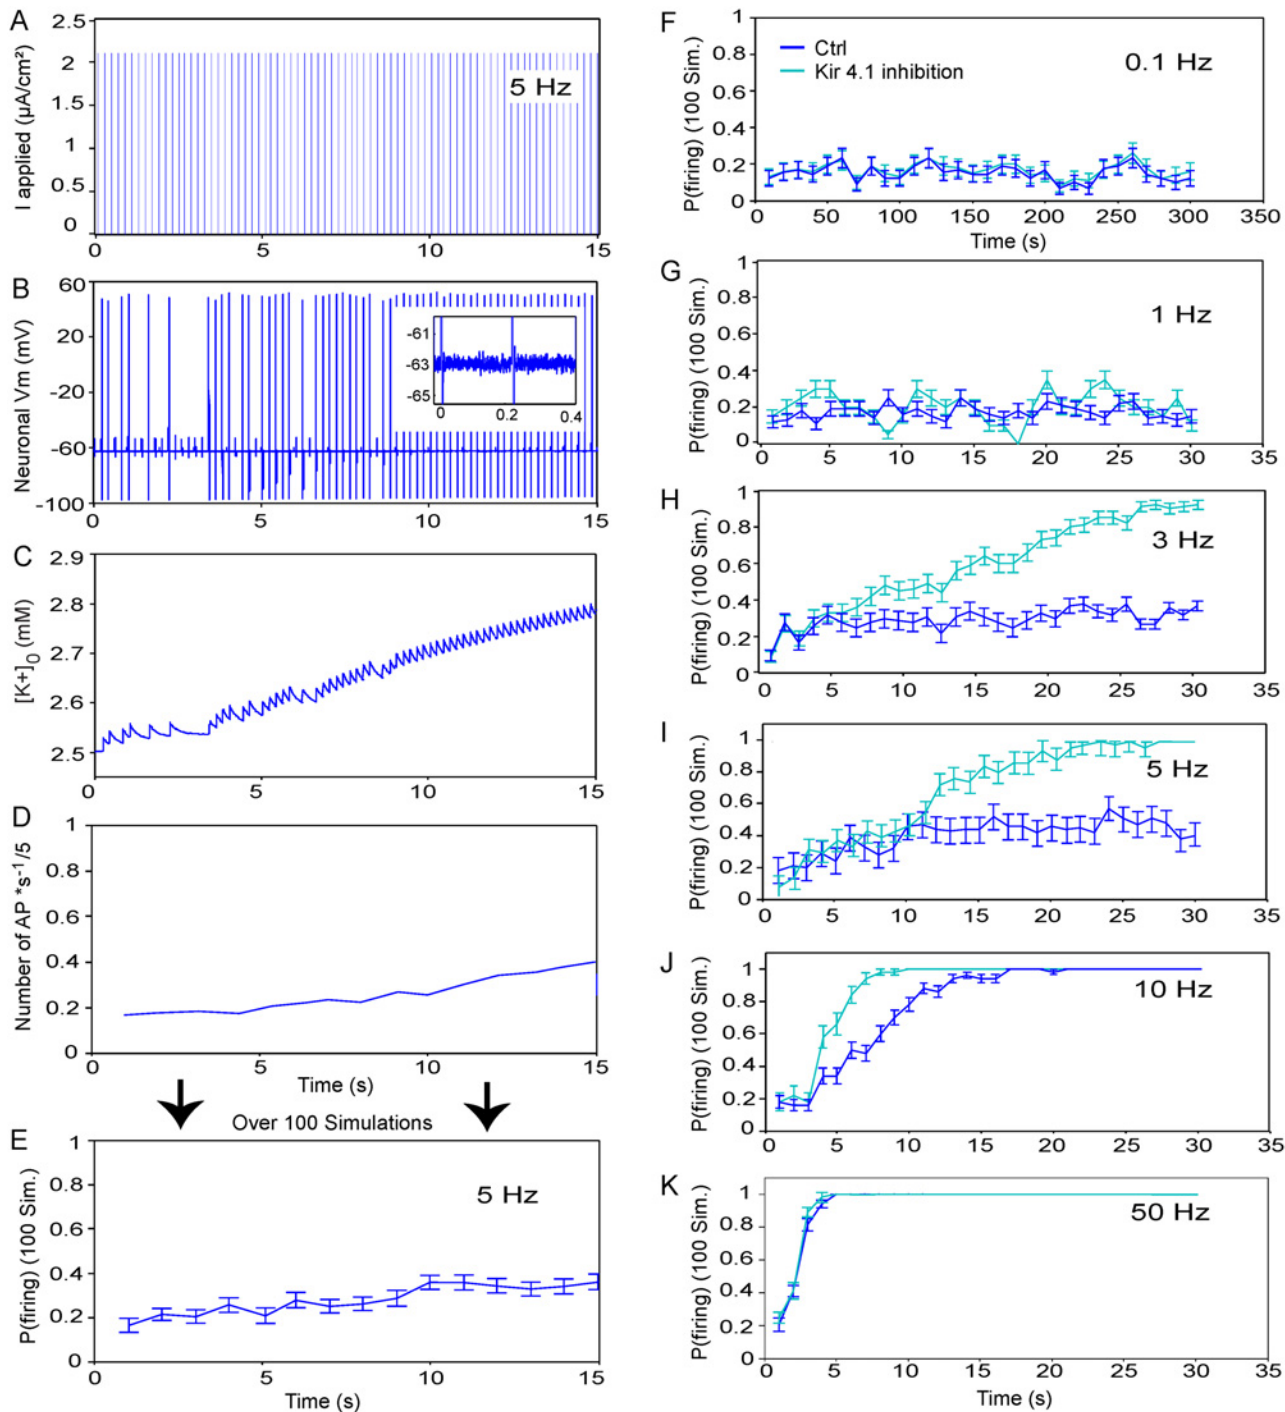 A
I applied (µA/cm²)
2.5
2
1.5
1
0.5
0
5 Hz
0 5 10 15
B
Neuronal Vm (mV)
60
20
-20
-60
-100
-61
-63
-65
0 0.2 0.4
0 5 10 15
C
[K+]0 (mM)
2.9
2.8
2.7
2.6
2.5
0 5 10 15
D
Number of AP *s-1/5
1
0.8
0.6
0.4
0.2
0
0 5 10 15
Time (s)
Over 100 Simulations
E
P(firing) (100 Sim.)
1
0.8
0.6
0.4
0.2
0
5 Hz
0 5 10 15
Time (s)
F
P(firing) (100 Sim.)
1
0.8
0.6
0.4
0.2
0
Ctrl
Kir 4.1 inhibition
0.1 Hz
0 50 100 150 200 250 300 350
Time (s)
G
P(firing) (100 Sim.)
1
0.8
0.6
0.4
0.2
0
1 Hz
0 5 10 15 20 25 30 35
H
P(firing) (100 Sim.)
1
0.8
0.6
0.4
0.2
0
3 Hz
0 5 10 15 20 25 30 35
I
P(firing) (100 Sim.)
1
0.8
0.6
0.4
0.2
0
5 Hz
0 5 10 15 20 25 30 35
J
P(firing) (100 Sim.)
1
0.8
0.6
0.4
0.2
0
10 Hz
0 5 10 15 20 25 30 35
K
P(firing) (100 Sim.)
1
0.8
0.6
0.4
0.2
0
50 Hz
0 5 10 15 20 25 30 35
Time (s)